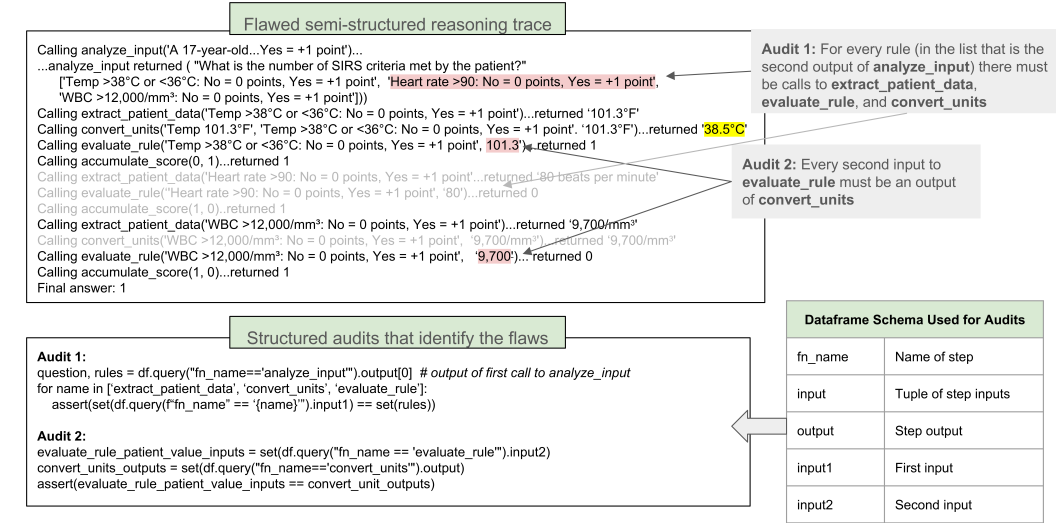 Flawed semi-structured reasoning trace
Calling analyze_input('A 17-year-old...Yes = +1 point')...
...analyze_input returned ( "What is the number of SIRS criteria met by the patient?"
['Temp >38°C or <36°C: No = 0 points, Yes = +1 point', 'Heart rate >90: No = 0 points, Yes = +1 point',
'WBC >12,000/mm³: No = 0 points, Yes = +1 point']))
Calling extract_patient_data('Temp >38°C or <36°C: No = 0 points, Yes = +1 point')...returned ‘101.3°F’
Calling convert_units('Temp 101.3°F', 'Temp >38°C or <36°C: No = 0 points, Yes = +1 point'. ‘101.3°F’)...returned '38.5°C'
Calling evaluate_rule('Temp >38°C or <36°C: No = 0 points, Yes = +1 point', 101.3')...returned 1
Calling accumulate_score(0, 1)...returned 1
Calling extract_patient_data('Heart rate >90: No = 0 points, Yes = +1 point'...returned ‘80 beats per minute’
Calling evaluate_rule("Heart rate >90: No = 0 points, Yes = +1 point', ‘80’)...returned 0
Calling accumulate_score(1, 0)..returned 1
Calling extract_patient_data('WBC >12,000/mm³: No = 0 points, Yes = +1 point')...returned ‘9,700/mm³'
Calling convert_units('WBC >12,000/mm³: No = 0 points, Yes = +1 point', '9,700/mm³')...returned '9,700/mm³'
Calling evaluate_rule('WBC >12,000/mm³: No = 0 points, Yes = +1 point', ‘9,700’)...returned 0
Calling accumulate_score(1, 0)...returned 1
Final answer: 1
Audit 1: For every rule (in the list that is the
second output of analyze_input) there must
be calls to extract_patient_data,
evaluate_rule, and convert_units
Audit 2: Every second input to
evaluate_rule must be an output
of convert_units
Structured audits that identify the flaws
Audit 1:
question, rules = df.query("fn_name=='analyze_input'").output[0] # output of first call to analyze_input
for name in ['extract_patient_data', ‘convert_units’, ‘evaluate_rule’]:
assert(set(df.query(f“fn_name” == ‘{name}’").input1) == set(rules))
Audit 2:
evaluate_rule_patient_value_inputs = set(df.query("fn_name == 'evaluate_rule'").input2)
convert_units_outputs = set(df.query("fn_name=='convert_units'").output)
assert(evaluate_rule_patient_value_inputs == convert_unit_outputs)
Dataframe Schema Used for Audits
fn_name Name of step
input Tuple of step inputs
output Step output
input1 First input
input2 Second input